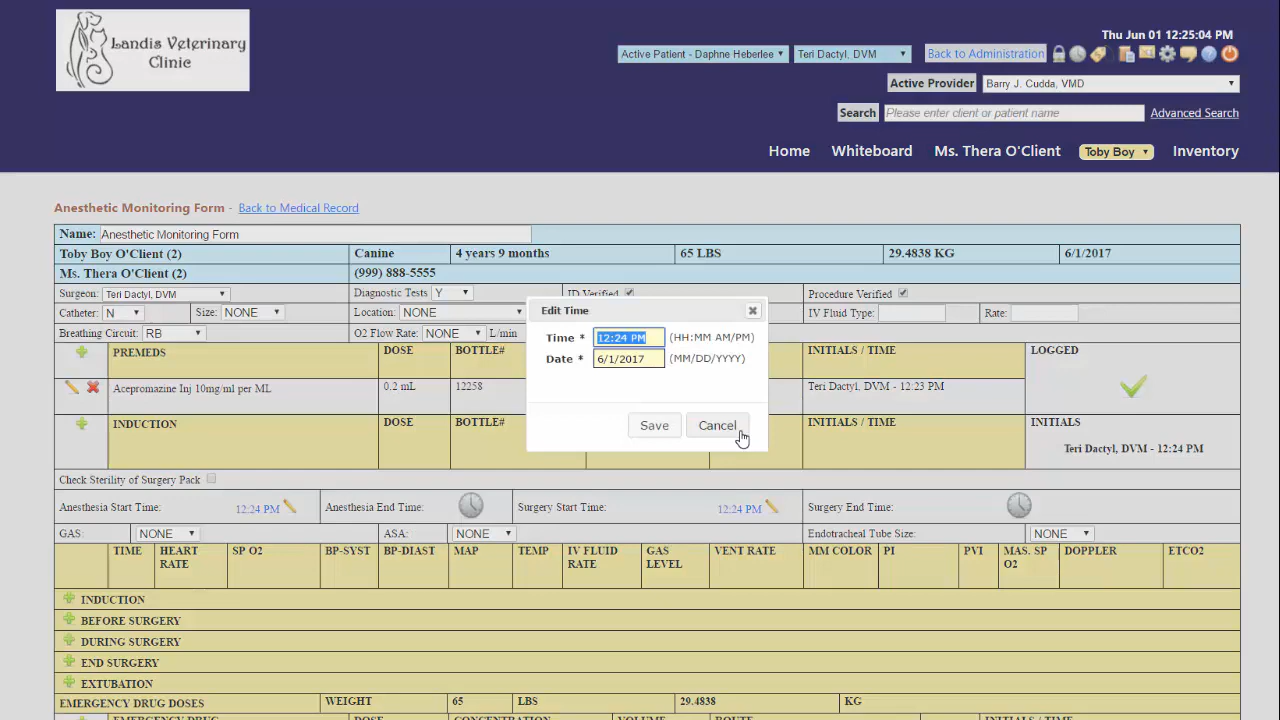 Landis Veterinary
Clinic
Thu Jun 01 12:25:04 PM
Active Patient - Daphne Heberlee Teri Dactyl, DVM Back to Administration
Active Provider Barry J. Cudda, VMD
Search Please enter client or patient name Advanced Search
Home Whiteboard Ms. Thera O'Client Toby Boy Inventory
Anesthetic Monitoring Form - Back to Medical Record
Name: Anesthetic Monitoring Form
Toby Boy O'Client (2) Canine 4 years 9 months 65 LBS 29.4838 KG 6/1/2017
Ms. Thera O'Client (2) (999) 888-5555
Surgeon: Teri Dactyl, DVM Diagnostic Tests Y ID Verified Procedure Verified
Catheter: N Size: NONE Location: NONE IV Fluid Type: Rate:
Breathing Circuit: RB O2 Flow Rate: NONE L/min
Edit Time
Time * 12:24 PM (HH:MM AM/PM)
Date * 6/1/2017 (MM/DD/YYYY)
Save Cancel
PREMEDS DOSE BOTTLE# INITIALS / TIME LOGGED
Acepromazine Inj 10mg/ml per ML 0.2 mL 12258 Teri Dactyl, DVM - 12:23 PM
INDUCTION DOSE BOTTLE# INITIALS / TIME INITIALS
Teri Dactyl, DVM - 12:24 PM
Check Sterility of Surgery Pack
Anesthesia Start Time: 12:24 PM Anesthesia End Time: Surgery Start Time: 12:24 PM Surgery End Time:
GAS: NONE ASA: NONE Endotracheal Tube Size: NONE
TIME HEART RATE SP O2 BP-SYST BP-DIAST MAP TEMP IV FLUID RATE GAS LEVEL VENT RATE MM COLOR PI PVI MAS. SP O2 DOPPLER ETCO2
INDUCTION
BEFORE SURGERY
DURING SURGERY
END SURGERY
EXTUBATION
EMERGENCY DRUG DOSES WEIGHT 65 LBS 29.4838 KG
EMERGENCY DRUG DOSE CONCENTRATION VOLUME ROUTE INITIALS / TIME